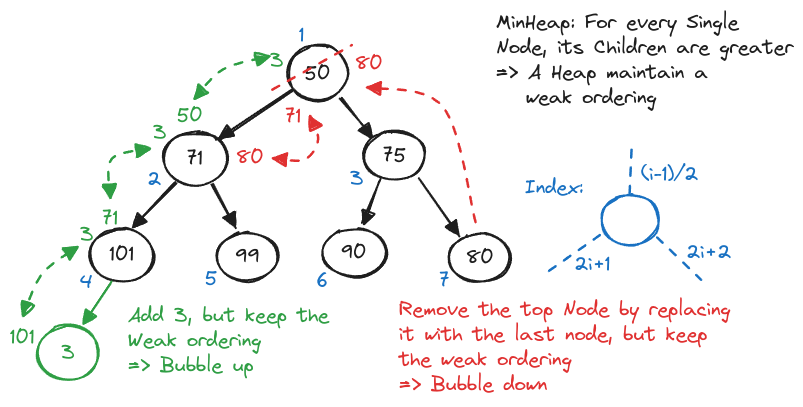 MinHeap: For every Single
Node, its Children are greater
=> A Heap maintain a
weak ordering
1
3
50
80
50
71
3
71
80
2
75
3
Index:
(i-1)/2
2i+1
2i+2
71
3
101
4
99
5
90
6
80
7
101
3
Add 3, but keep the
Weak ordering
=> Bubble up
Remove the top Node by replacing
it with the last node, but keep
the weak ordering
=> Bubble down